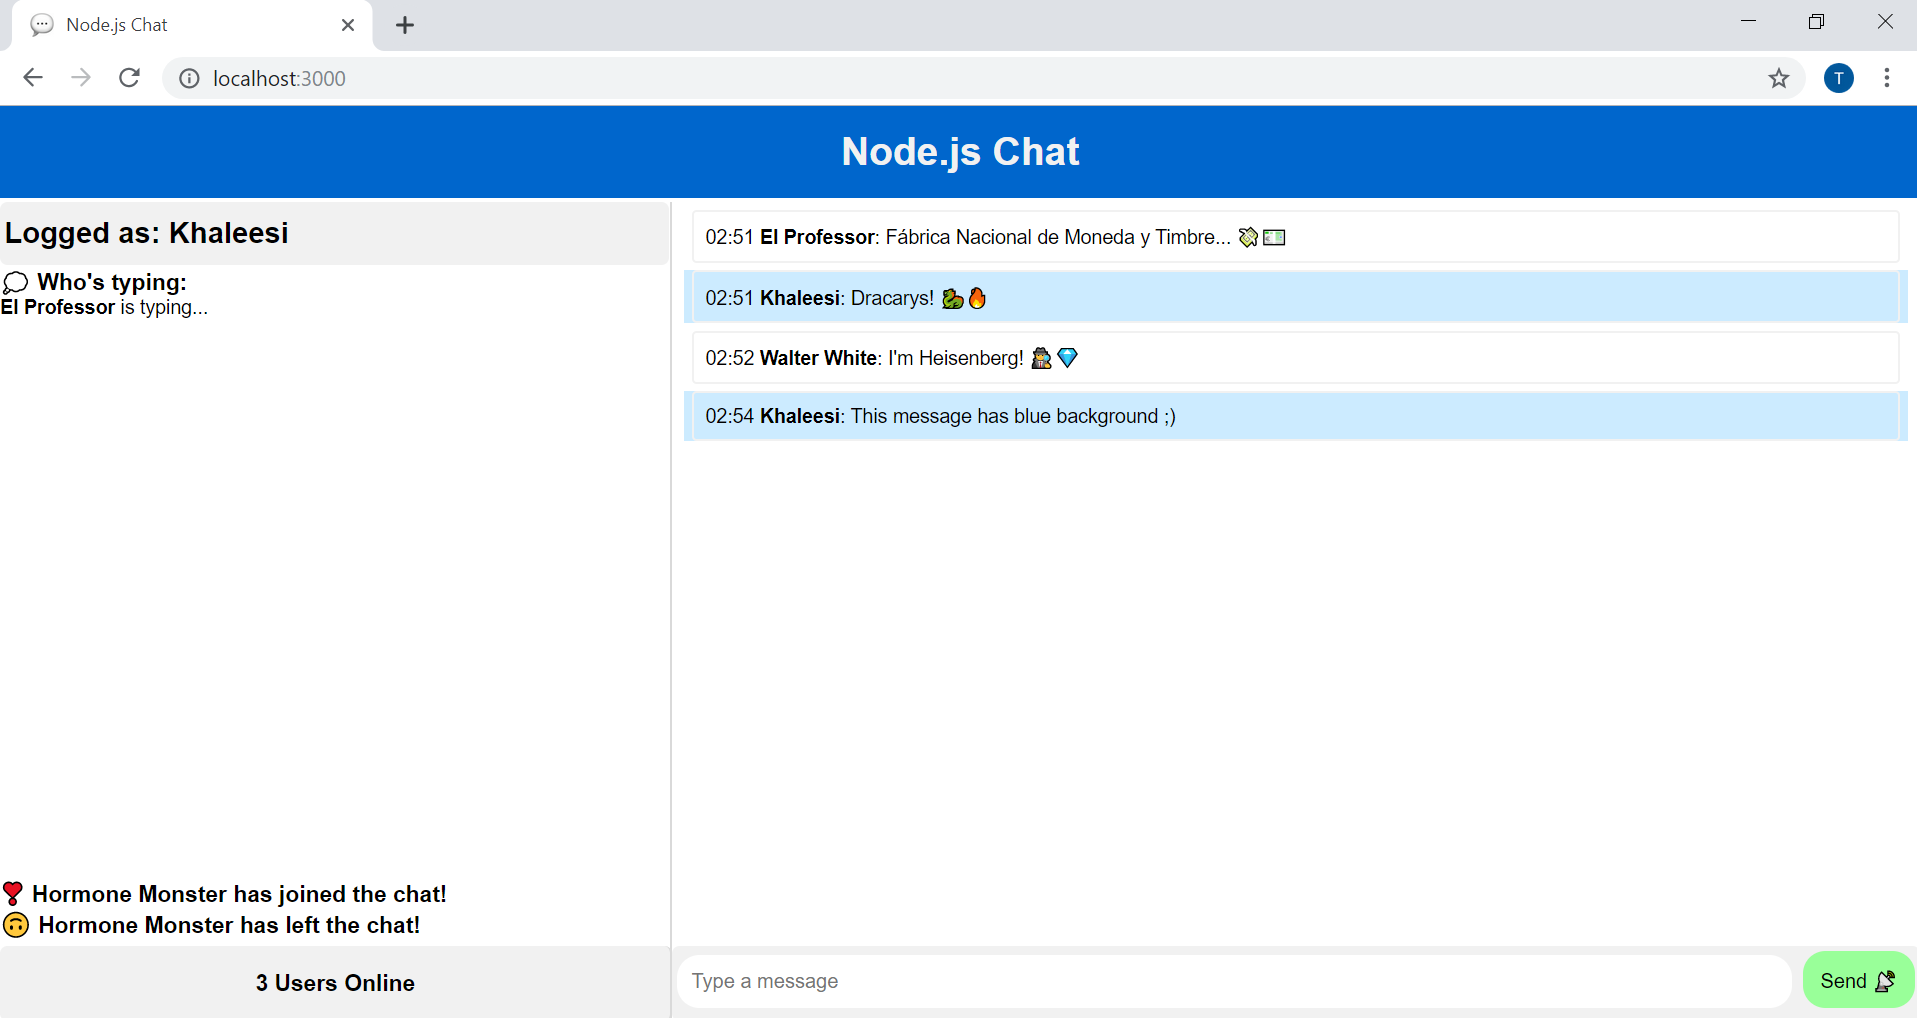 Node.js Chat
localhost:3000
T
Node.js Chat
Logged as: Khaleesi
💭 Who's typing:
El Professor is typing...
02:51 El Professor: Fábrica Nacional de Moneda y Timbre... 💸💵
02:51 Khaleesi: Dracarys! 🐉🔥
02:52 Walter White: I'm Heisenberg! 🕵️💎
02:54 Khaleesi: This message has blue background ;)
❣️ Hormone Monster has joined the chat!
🙃 Hormone Monster has left the chat!
3 Users Online
Type a message
Send 📡